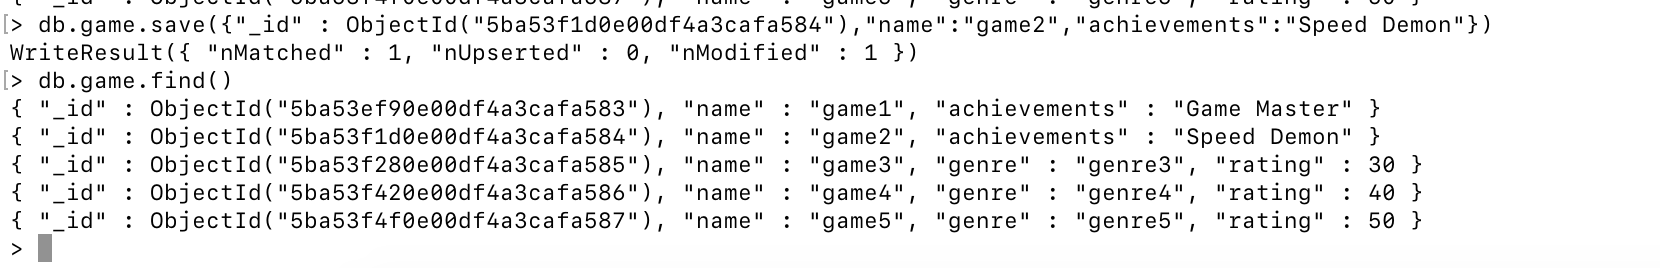 > db.game.save({"_id" : ObjectId("5ba53f1d0e00df4a3cafa584"),"name":"game2","achievements":"Speed Demon"})
WriteResult({ "nMatched" : 1, "nUpserted" : 0, "nModified" : 1 })
> db.game.find()
{ "_id" : ObjectId("5ba53ef90e00df4a3cafa583"), "name" : "game1", "achievements" : "Game Master" }
{ "_id" : ObjectId("5ba53f1d0e00df4a3cafa584"), "name" : "game2", "achievements" : "Speed Demon" }
{ "_id" : ObjectId("5ba53f280e00df4a3cafa585"), "name" : "game3", "genre" : "genre3", "rating" : 30 }
{ "_id" : ObjectId("5ba53f420e00df4a3cafa586"), "name" : "game4", "genre" : "genre4", "rating" : 40 }
{ "_id" : ObjectId("5ba53f4f0e00df4a3cafa587"), "name" : "game5", "genre" : "genre5", "rating" : 50 }
>